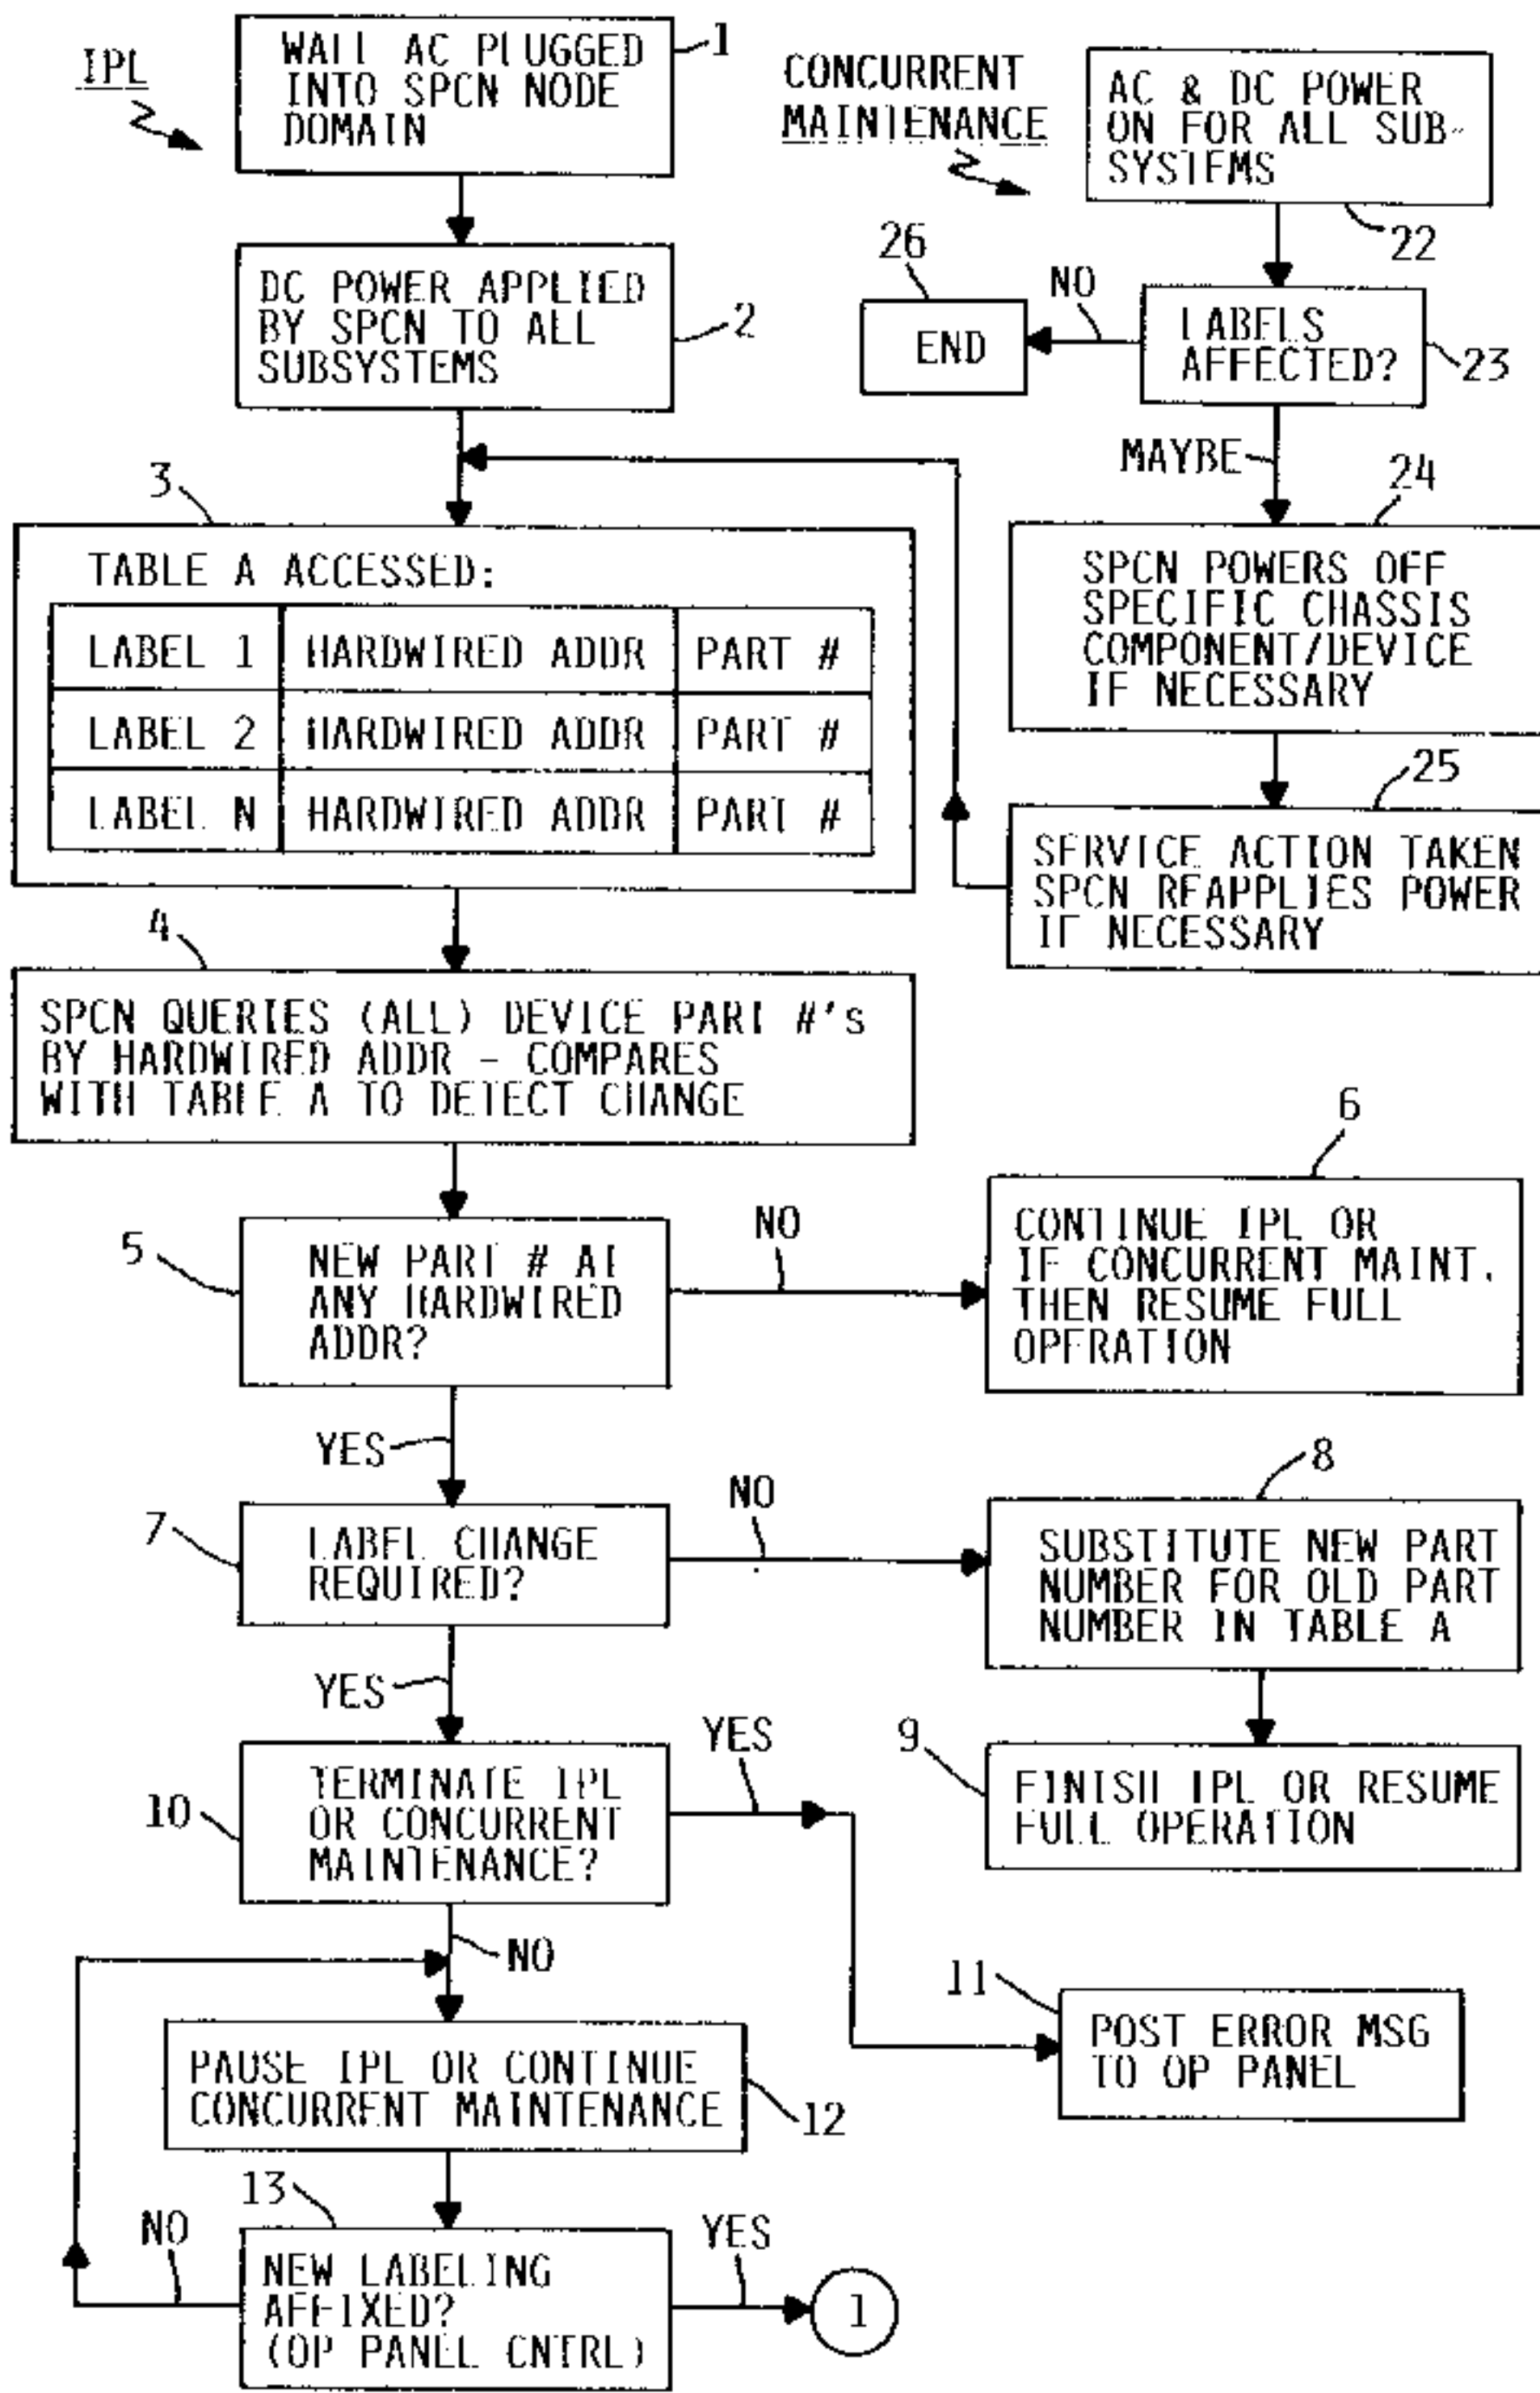 IPL
WALL AC PLUGGED
INTO SPCN NODE
DOMAIN
1
DC POWER APPLIED
BY SPCN TO ALL
SUBSYSTEMS
2
CONCURRENT
MAINTENANCE
AC & DC POWER
ON FOR ALL SUB-
SYSTEMS
22
26
END
NO
LABELS
AFFECTED?
23
MAYBE
24
SPCN POWERS OFF
SPECIFIC CHASSIS
COMPONENT/DEVICE
IF NECESSARY
25
SERVICE ACTION TAKEN
SPCN REAPPLIES POWER
IF NECESSARY
3
TABLE A ACCESSED:
LABEL 1 HARDWIRED ADDR PART #
LABEL 2 HARDWIRED ADDR PART #
LABEL N HARDWIRED ADDR PART #
4
SPCN QUERIES (ALL) DEVICE PART #'s
BY HARDWIRED ADDR - COMPARES
WITH TABLE A TO DETECT CHANGE
5
NEW PART # AT
ANY HARDWIRED
ADDR?
NO
6
CONTINUE IPL OR
IF CONCURRENT MAINT.
THEN RESUME FULL
OPERATION
YES
7
LABEL CHANGE
REQUIRED?
NO
8
SUBSTITUTE NEW PART
NUMBER FOR OLD PART
NUMBER IN TABLE A
9
FINISH IPL OR RESUME
FULL OPERATION
YES
10
TERMINATE IPL
OR CONCURRENT
MAINTENANCE?
YES
11
POST ERROR MSG
TO OP PANEL
NO
PAUSE IPL OR CONTINUE
CONCURRENT MAINTENANCE
12
13
NO
NEW LABELING
AFFIXED?
(OP PANEL CNTRL)
YES
1